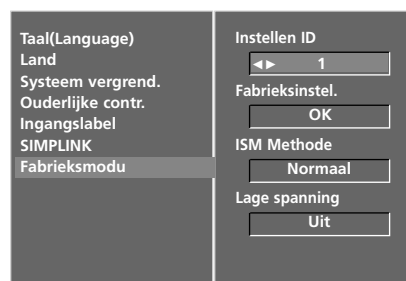 Taal(Language)
Land
Systeem vergrend.
Ouderlijke contr.
Ingangslabel
SIMPLINK
Fabrieksmodu
Instellen ID
◄► 1
Fabrieksinstel.
OK
ISM Methode
Normaal
Lage spanning
Uit